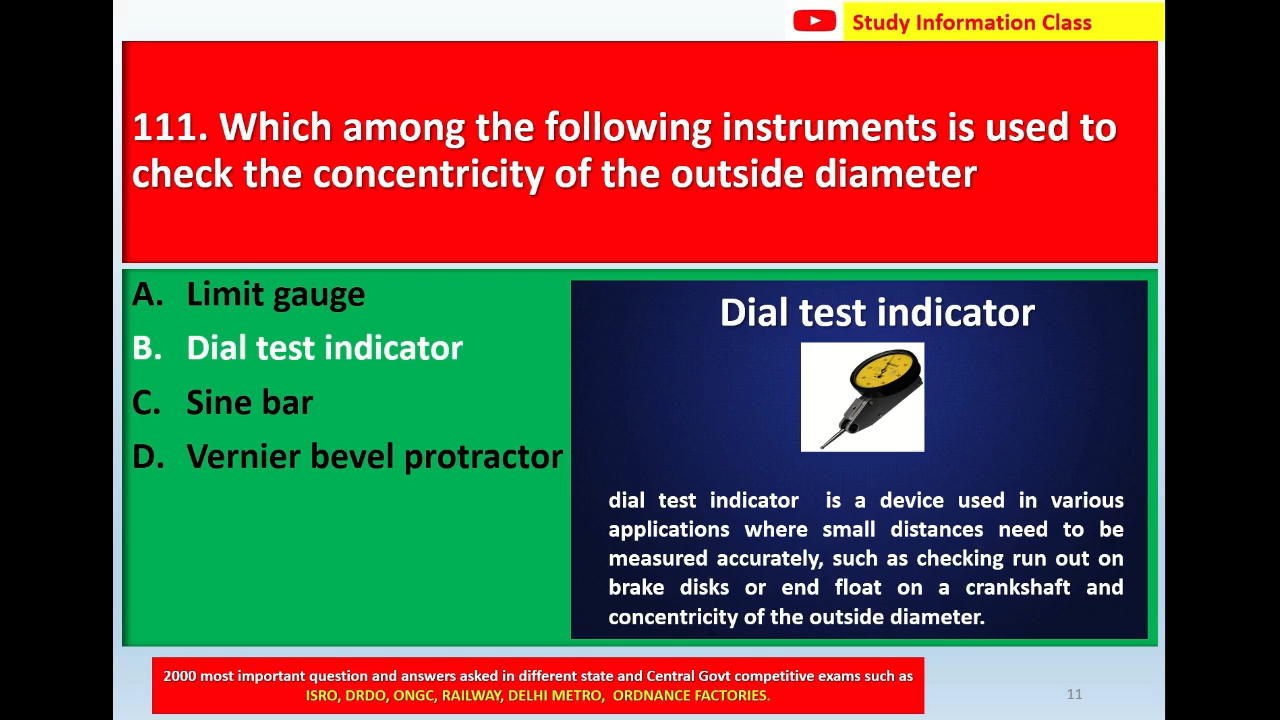 Study Information Class
111. Which among the following instruments is used to
check the concentricity of the outside diameter
A. Limit gauge
B. Dial test indicator
C. Sine bar
D. Vernier bevel protractor
Dial test indicator
dial test indicator is a device used in various
applications where small distances need to be
measured accurately, such as checking run out on
brake disks or end float on a crankshaft and
concentricity of the outside diameter.
2000 most important question and answers asked in different state and Central Govt competitive exams such as
ISRO, DRDO, ONGC, RAILWAY, DELHI METRO, ORDNANCE FACTORIES.
11